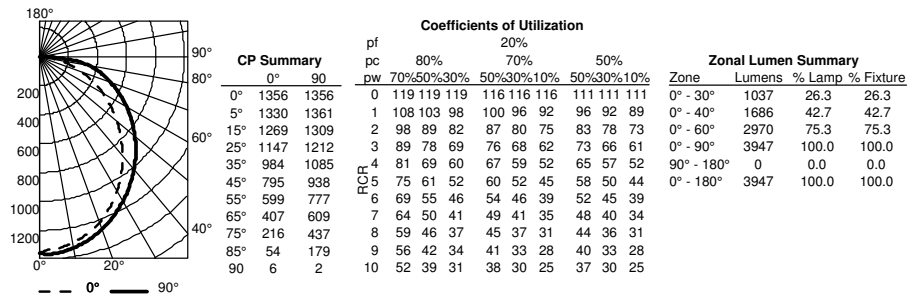 180°
90°
80°
60°
40°
200
400
600
800
1000
1200
0° 20°
0° 90°
CP Summary
0° 90
0° 1356 1356
5° 1330 1361
15° 1269 1309
25° 1147 1212
35° 984 1085
45° 795 938
55° 599 777
65° 407 609
75° 216 437
85° 54 179
90 6 2
Coefficients of Utilization
pf 20%
pc 80% 70% 50%
pw 70%50%30% 50%30%10% 50%30%10%
RCR
0 119 119 119 116 116 116 111 111 111
1 108 103 98 100 96 92 96 92 89
2 98 89 82 87 80 75 83 78 73
3 89 78 69 76 68 62 73 66 61
4 81 69 60 67 59 52 65 57 52
5 75 61 52 60 52 45 58 50 44
6 69 55 46 54 46 39 52 45 39
7 64 50 41 49 41 35 48 40 34
8 59 46 37 45 37 31 44 36 31
9 56 42 34 41 33 28 40 33 28
10 52 39 31 38 30 25 37 30 25
Zonal Lumen Summary
Zone Lumens % Lamp % Fixture
0° - 30° 1037 26.3 26.3
0° - 40° 1686 42.7 42.7
0° - 60° 2970 75.3 75.3
0° - 90° 3947 100.0 100.0
90° - 180° 0 0.0 0.0
0° - 180° 3947 100.0 100.0